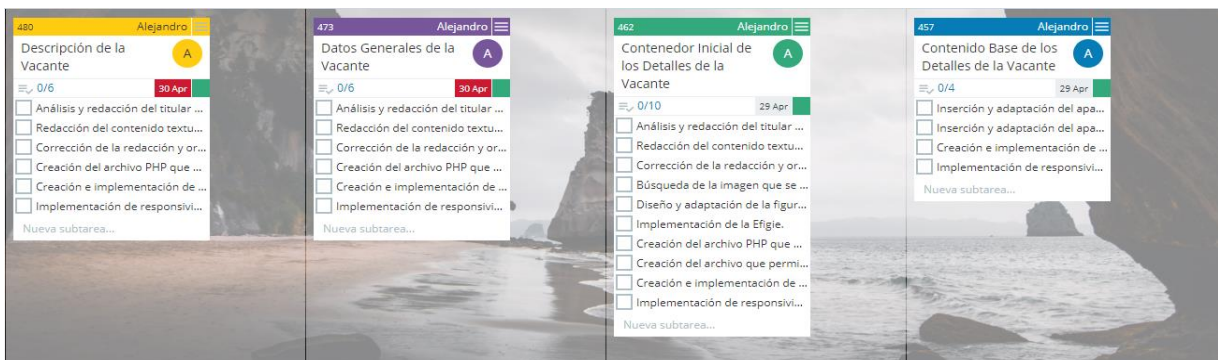 480 Alejandro
Descripción de la
Vacante
A
0/6 30 Apr
Análisis y redacción del titular ...
Redacción del contenido textu...
Corrección de la redacción y or...
Creación del archivo PHP que ...
Creación e implementación de ...
Implementación de responsivi...
Nueva subtarea...
473 Alejandro
Datos Generales de la
Vacante
A
0/6 30 Apr
Análisis y redacción del titular ...
Redacción del contenido textu...
Corrección de la redacción y or...
Creación del archivo PHP que ...
Creación e implementación de ...
Implementación de responsivi...
Nueva subtarea...
462 Alejandro
Contenedor Inicial de
los Detalles de la
Vacante
A
0/10 29 Apr
Análisis y redacción del titular ...
Redacción del contenido textu...
Corrección de la redacción y or...
Búsqueda de la imagen que se ...
Diseño y adaptación de la figur...
Implementación de la Efigie.
Creación del archivo PHP que ...
Creación del archivo que permi...
Creación e implementación de ...
Implementación de responsivi...
Nueva subtarea...
457 Alejandro
Contenido Base de los
Detalles de la Vacante
A
0/4 29 Apr
Inserción y adaptación del apa...
Inserción y adaptación del apa...
Creación e implementación de ...
Implementación de responsivi...
Nueva subtarea...